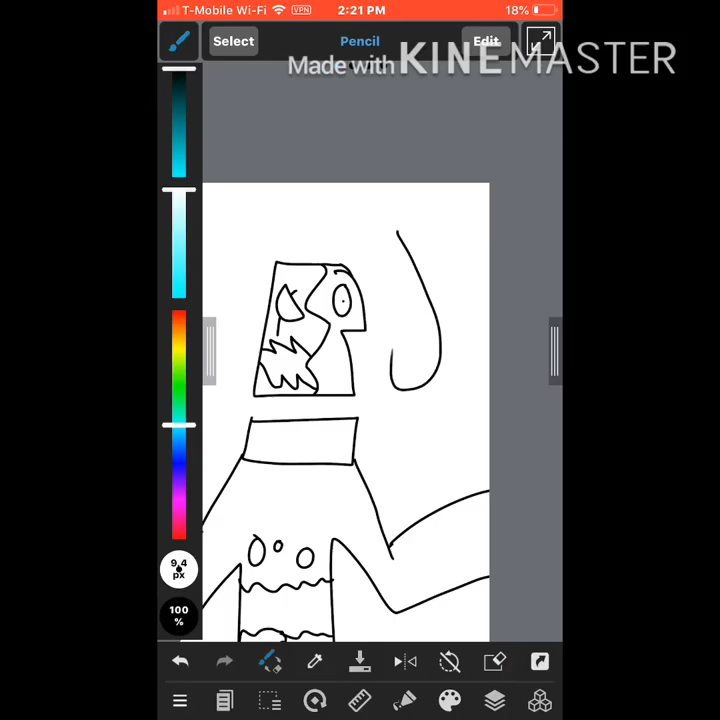 T-Mobile Wi-Fi VPN 2:21 PM 18%
Select Pencil Edit
Made with KINEMASTER
9.4
px
100
%